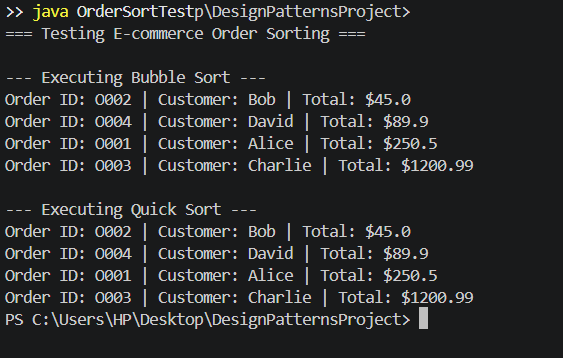 >> java OrderSortTestp\DesignPatternsProject>
=== Testing E-commerce Order Sorting ===
--- Executing Bubble Sort ---
Order ID: O002 | Customer: Bob | Total: $45.0
Order ID: O004 | Customer: David | Total: $89.9
Order ID: O001 | Customer: Alice | Total: $250.5
Order ID: O003 | Customer: Charlie | Total: $1200.99
--- Executing Quick Sort ---
Order ID: O002 | Customer: Bob | Total: $45.0
Order ID: O004 | Customer: David | Total: $89.9
Order ID: O001 | Customer: Alice | Total: $250.5
Order ID: O003 | Customer: Charlie | Total: $1200.99
PS C:\Users\HP\Desktop\DesignPatternsProject>